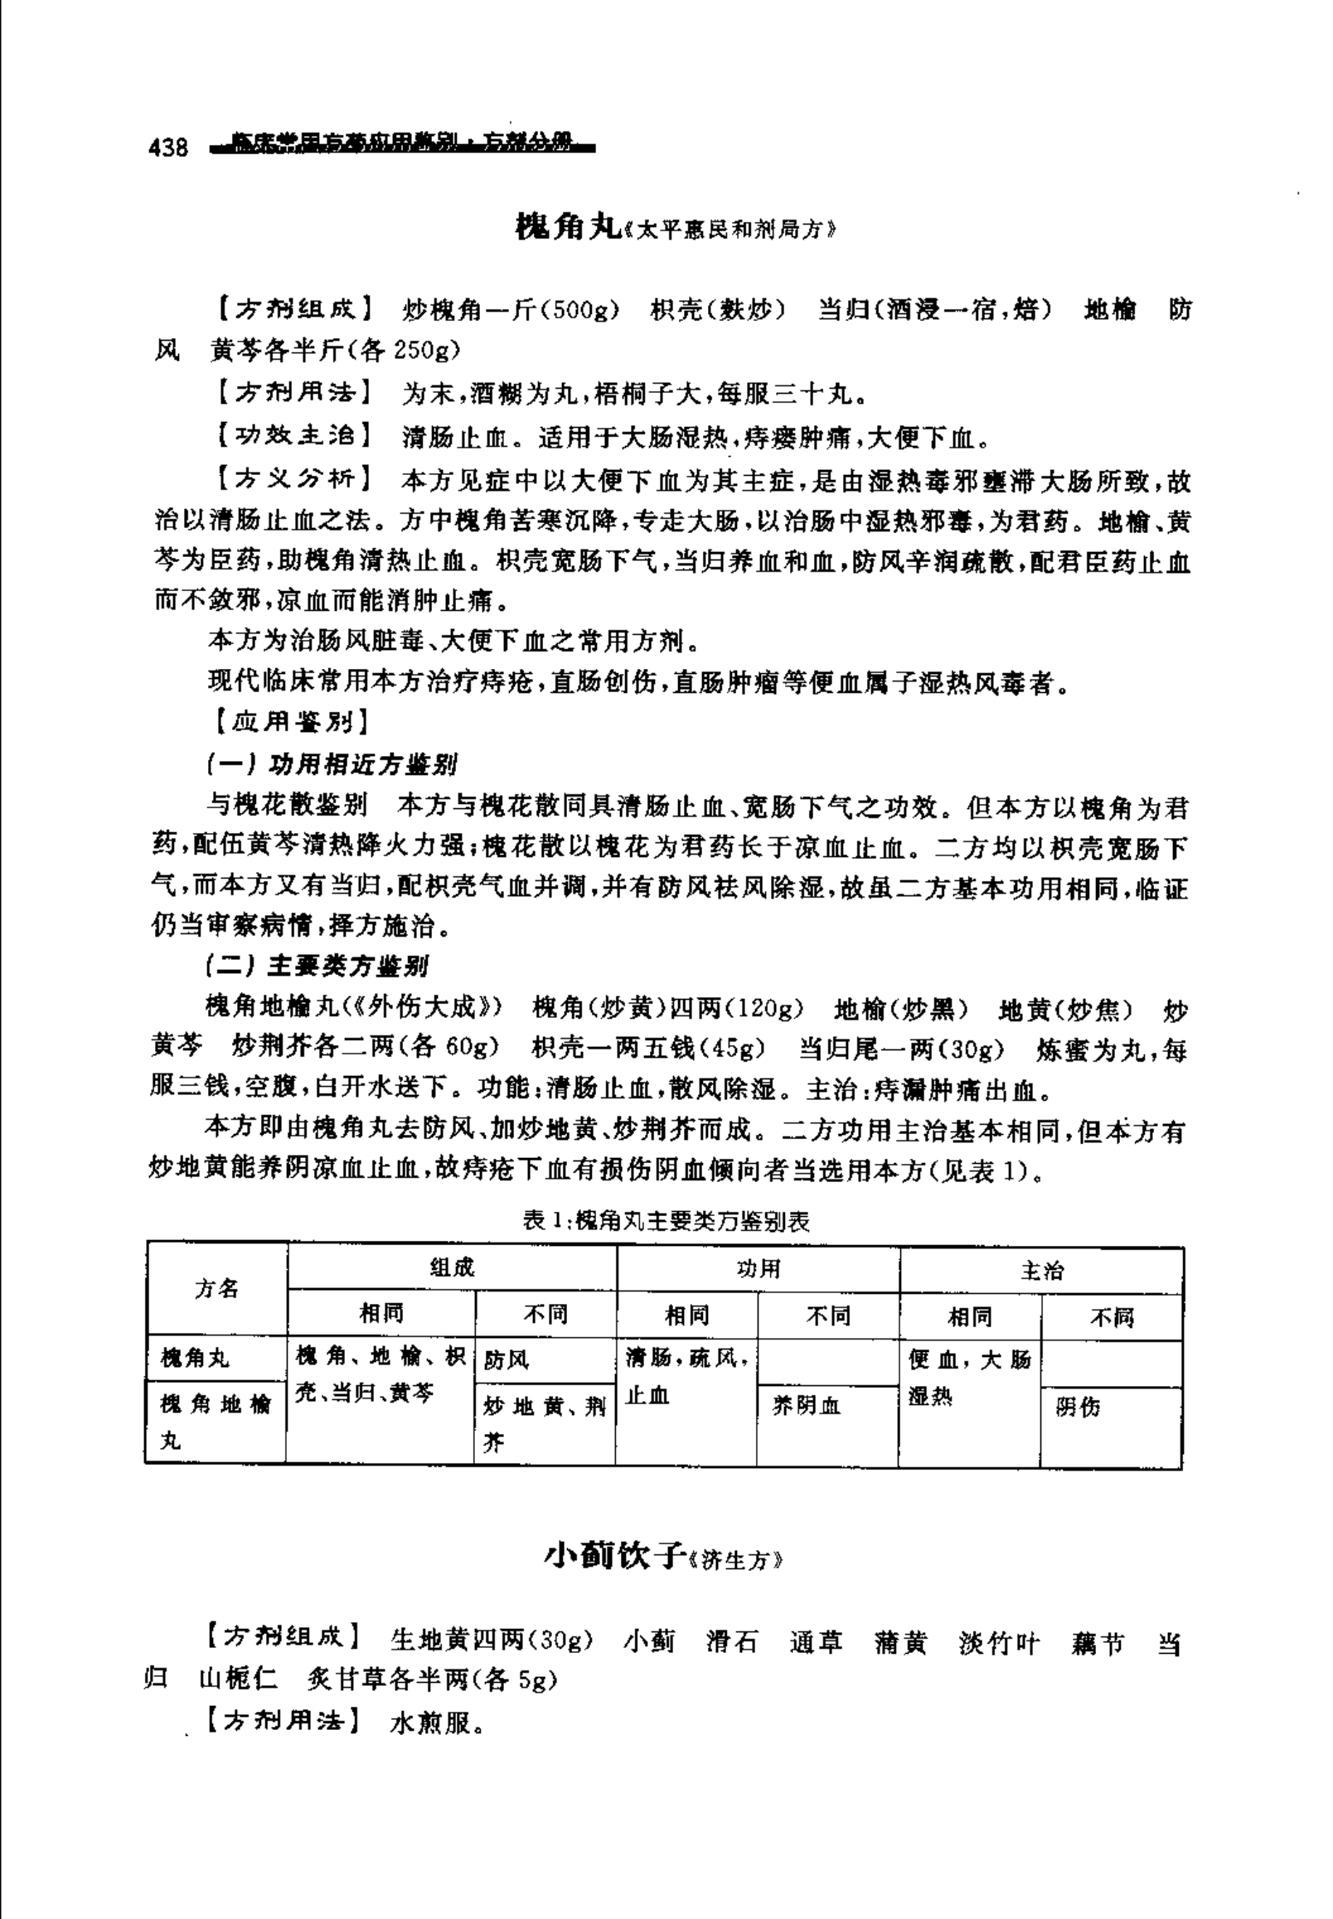 438 临床常用方药应用鉴别·方剂分册
槐角丸《太平惠民和剂局方》
【方剂组成】 炒槐角一斤(500g) 枳壳(麸炒) 当归(酒浸一宿,焙) 地榆 防
风 黄芩各半斤(各 250g)
【方剂用法】 为末,酒糊为丸,梧桐子大,每服三十丸。
【功效主治】 清肠止血。适用于大肠湿热,痔瘘肿痛,大便下血。
【方义分析】 本方见症中以大便下血为其主症,是由湿热毒邪壅滞大肠所致,故
治以清肠止血之法。方中槐角苦寒沉降,专走大肠,以治肠中湿热邪毒,为君药。地榆、黄
芩为臣药,助槐角清热止血。枳壳宽肠下气,当归养血和血,防风辛润疏散,配君臣药止血
而不敛邪,凉血而能消肿止痛。
本方为治肠风脏毒、大便下血之常用方剂。
现代临床常用本方治疗痔疮,直肠创伤,直肠肿瘤等便血属于湿热风毒者。
【应用鉴别】
(一)功用相近方鉴别
与槐花散鉴别 本方与槐花散同具清肠止血、宽肠下气之功效。但本方以槐角为君
药,配伍黄芩清热降火力强;槐花散以槐花为君药长于凉血止血。二方均以枳壳宽肠下
气,而本方又有当归,配枳壳气血并调,并有防风祛风除湿,故虽二方基本功用相同,临证
仍当审察病情,择方施治。
(二)主要类方鉴别
槐角地榆丸(《外伤大成》) 槐角(炒黄)四两(120g) 地榆(炒黑) 地黄(炒焦) 炒
黄芩 炒荆芥各二两(各 60g) 枳壳一两五钱(45g) 当归尾一两(30g) 炼蜜为丸,每
服三钱,空腹,白开水送下。功能:清肠止血,散风除湿。主治:痔漏肿痛出血。
本方即由槐角丸去防风、加炒地黄、炒荆芥而成。二方功用主治基本相同,但本方有
炒地黄能养阴凉血止血,故痔疮下血有损伤阴血倾向者当选用本方(见表 1)。
表 1:槐角丸主要类方鉴别表
方名 组成 功用 主治
相同 不同 相同 不同 相同 不同
槐角丸 槐角、地榆、枳 防风 清肠,疏风, 便血,大肠
壳、当归、黄芩 止血 湿热
槐角地榆 炒地黄、荆 养阴血 阴伤
丸 芥
小蓟饮子《济生方》
【方剂组成】 生地黄四两(30g) 小蓟 滑石 通草 蒲黄 淡竹叶 藕节 当
归 山栀仁 炙甘草各半两(各 5g)
【方剂用法】 水煎服。